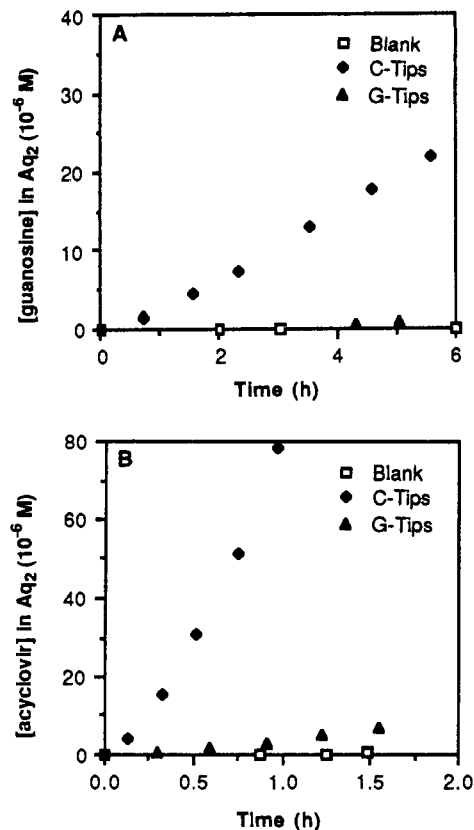 A
Blank
C-Tips
G-Tips
40
30
20
10
0
[guanosine] in Aq₂ (10⁻⁶ M)
0 2 4 6
Time (h)
B
Blank
C-Tips
G-Tips
80
60
40
20
0
[acyclovir] in Aq₂ (10⁻⁶ M)
0.0 0.5 1.0 1.5 2.0
Time (h)